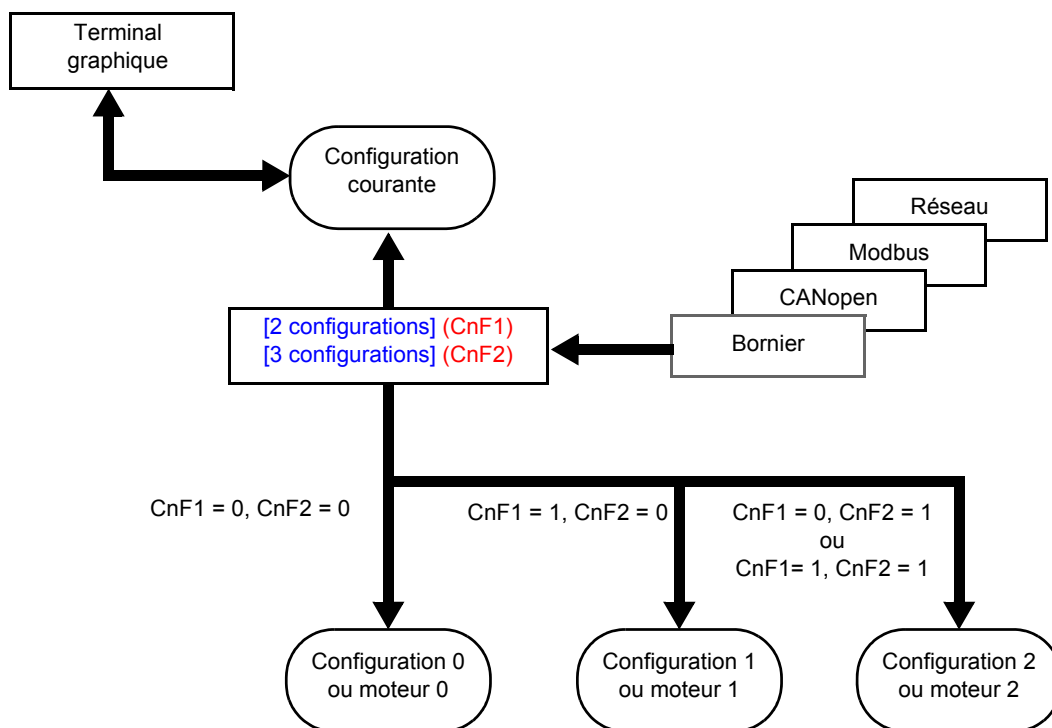 Terminal
graphique
Configuration
courante
Réseau
Modbus
CANopen
Bornier
[2 configurations] (CnF1)
[3 configurations] (CnF2)
CnF1 = 0, CnF2 = 0
CnF1 = 1, CnF2 = 0
CnF1 = 0, CnF2 = 1
ou
CnF1= 1, CnF2 = 1
Configuration 0
ou moteur 0
Configuration 1
ou moteur 1
Configuration 2
ou moteur 2